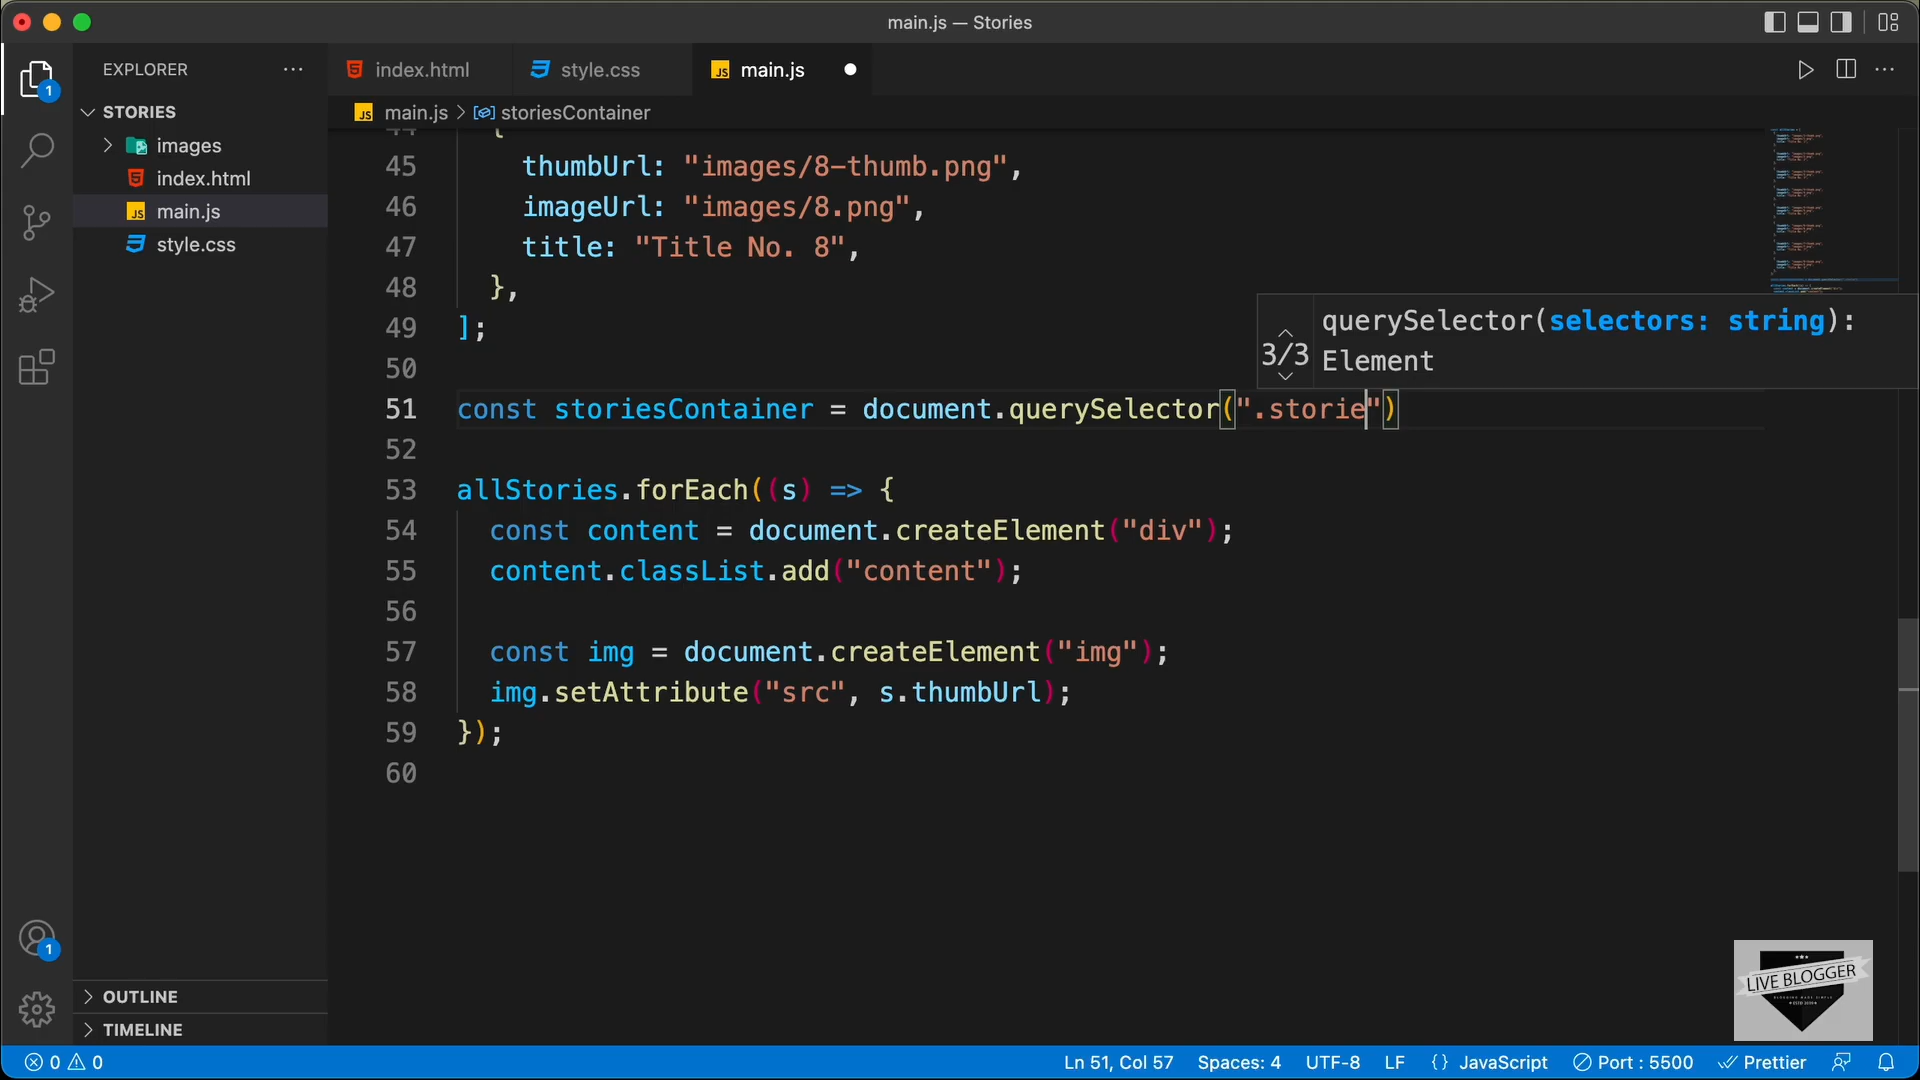 main.js — Stories
EXPLORER
index.html
style.css
main.js
1
STORIES
main.js > storiesContainer
images
index.html
main.js
style.css
44 {
45 thumbUrl: "images/8-thumb.png",
46 imageUrl: "images/8.png",
47 title: "Title No. 8",
48 },
49 ];
50
querySelector(selectors: string):
3/3 Element
51 const storiesContainer = document.querySelector(".storie")
52
53 allStories.forEach((s) => {
54 const content = document.createElement("div");
55 content.classList.add("content");
56
57 const img = document.createElement("img");
58 img.setAttribute("src", s.thumbUrl);
59 });
60
1
OUTLINE
TIMELINE
LIVE BLOGGER
0 0
Ln 51, Col 57 Spaces: 4 UTF-8 LF {} JavaScript Port : 5500 Prettier